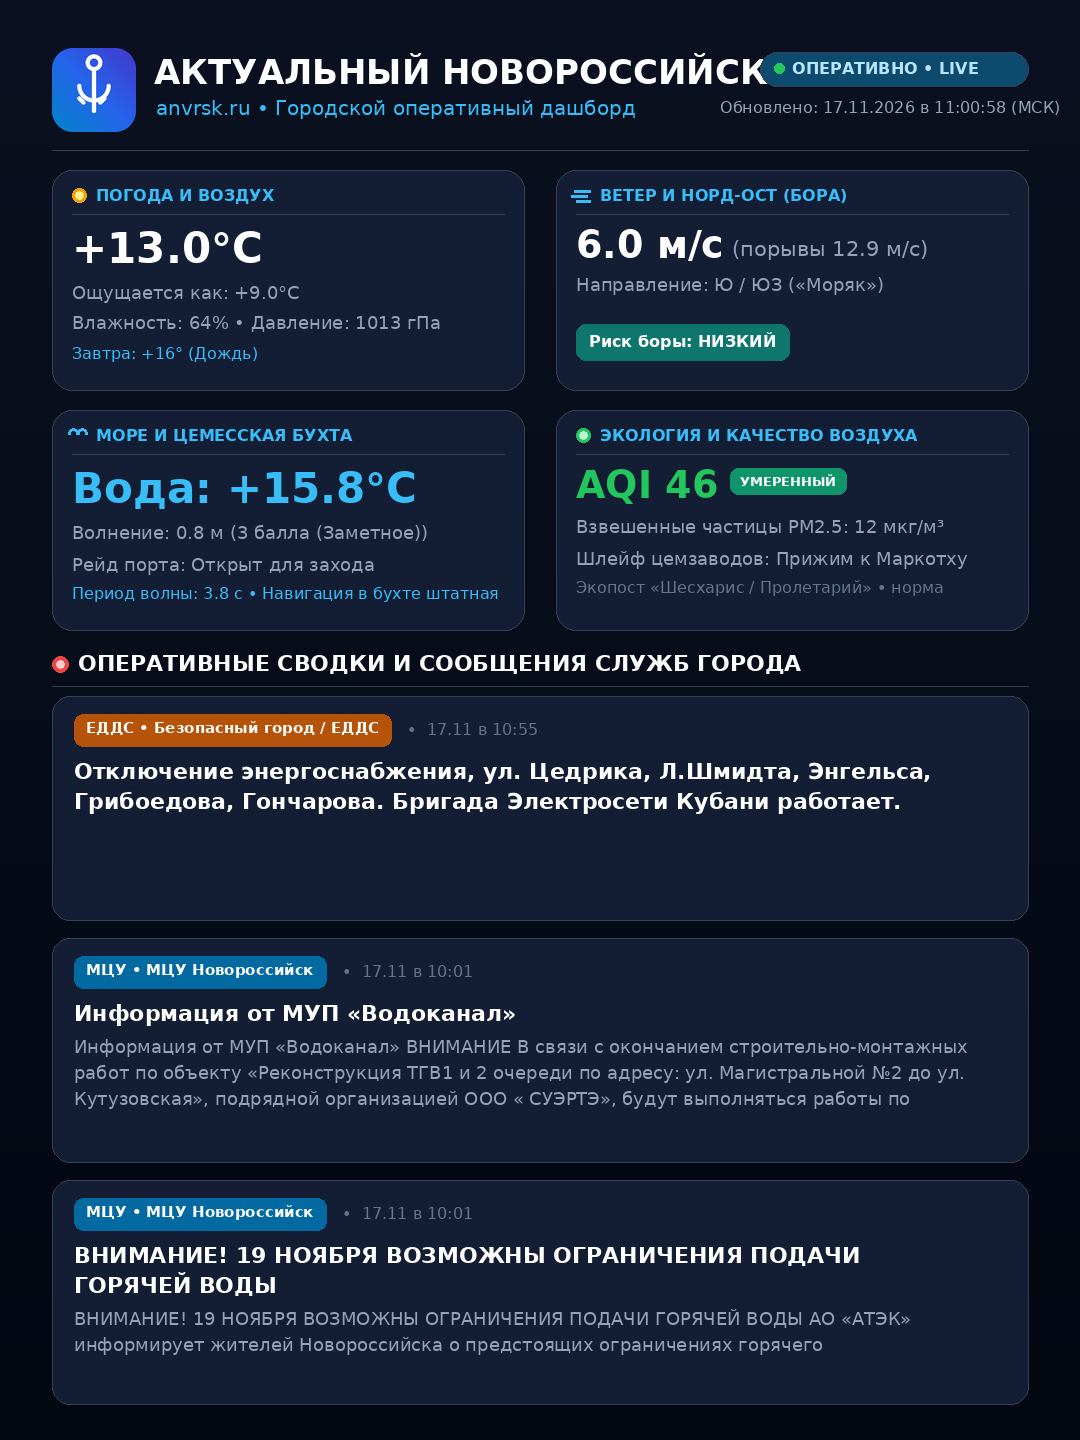 АКТУАЛЬНЫЙ НОВОРОССИЙСК
ОПЕРАТИВНО • LIVE
anvrsk.ru • Городской оперативный дашборд
Обновлено: 17.11.2026 в 11:00:58 (МСК)
ПОГОДА И ВОЗДУХ
+13.0°C
Ощущается как: +9.0°C
Влажность: 64% • Давление: 1013 гПа
Завтра: +16° (Дождь)
ВЕТЕР И НОРД-ОСТ (БОРА)
6.0 м/с (порывы 12.9 м/с)
Направление: Ю / ЮЗ («Моряк»)
Риск боры: НИЗКИЙ
МОРЕ И ЦЕМЕССКАЯ БУХТА
Вода: +15.8°C
Волнение: 0.8 м (3 балла (Заметное))
Рейд порта: Открыт для захода
Период волны: 3.8 с • Навигация в бухте штатная
ЭКОЛОГИЯ И КАЧЕСТВО ВОЗДУХА
AQI 46 УМЕРЕННЫЙ
Взвешенные частицы PM2.5: 12 мкг/м³
Шлейф цемзаводов: Прижим к Маркотху
Экопост «Шесхарис / Пролетарий» • норма
ОПЕРАТИВНЫЕ СВОДКИ И СООБЩЕНИЯ СЛУЖБ ГОРОДА
ЕДДС • Безопасный город / ЕДДС • 17.11 в 10:55
Отключение энергоснабжения, ул. Цедрика, Л.Шмидта, Энгельса,
Грибоедова, Гончарова. Бригада Электросети Кубани работает.
МЦУ • МЦУ Новороссийск • 17.11 в 10:01
Информация от МУП «Водоканал»
Информация от МУП «Водоканал» ВНИМАНИЕ В связи с окончанием строительно-монтажных
работ по объекту «Реконструкция ТГВ1 и 2 очереди по адресу: ул. Магистральной №2 до ул.
Кутузовская», подрядной организацией ООО « СУЭРТЭ», будут выполняться работы по
МЦУ • МЦУ Новороссийск • 17.11 в 10:01
ВНИМАНИЕ! 19 НОЯБРЯ ВОЗМОЖНЫ ОГРАНИЧЕНИЯ ПОДАЧИ
ГОРЯЧЕЙ ВОДЫ
ВНИМАНИЕ! 19 НОЯБРЯ ВОЗМОЖНЫ ОГРАНИЧЕНИЯ ПОДАЧИ ГОРЯЧЕЙ ВОДЫ АО «АТЭК»
информирует жителей Новороссийска о предстоящих ограничениях горячего